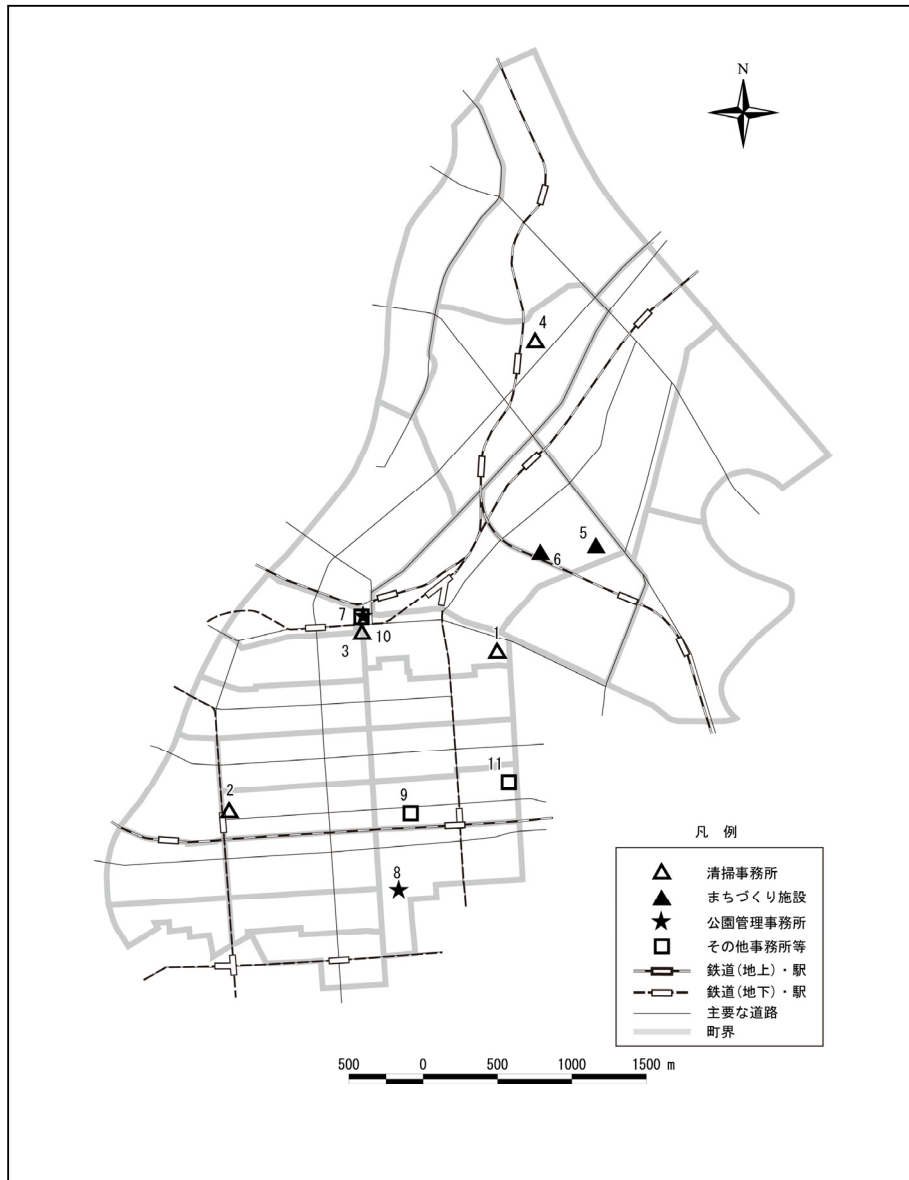 N
4
5
6
7
10
3
1
11
2
9
8
凡 例
清掃事務所
まちづくり施設
公園管理事務所
その他事務所等
鉄道(地上)・駅
鉄道(地下)・駅
主要な道路
町界
500 0 500 1000 1500 m